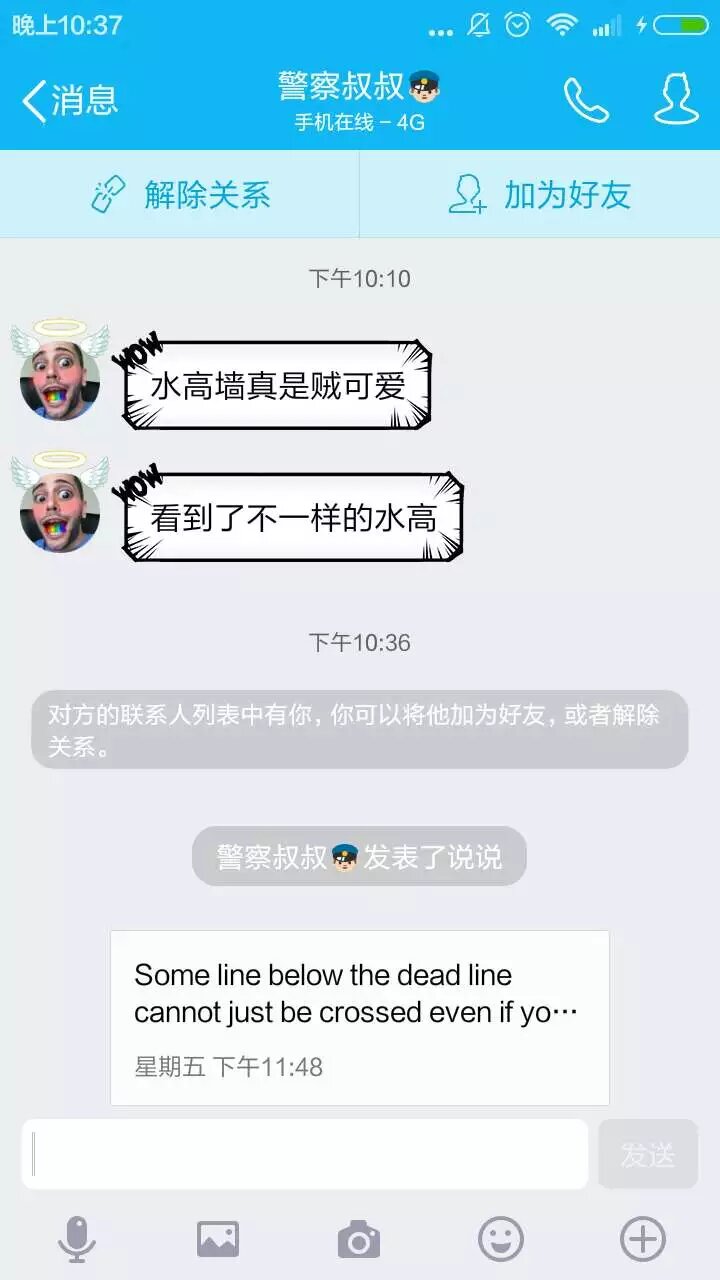 晚上10:37
消息
警察叔叔
手机在线 - 4G
解除关系
加为好友
下午10:10
WOW
水高墙真是贼可爱
WOW
看到了不一样的水高
下午10:36
对方的联系人列表中有你，你可以将他加为好友，或者解除
关系。
警察叔叔发表了说说
Some line below the dead line
cannot just be crossed even if yo···
星期五 下午11:48
发送